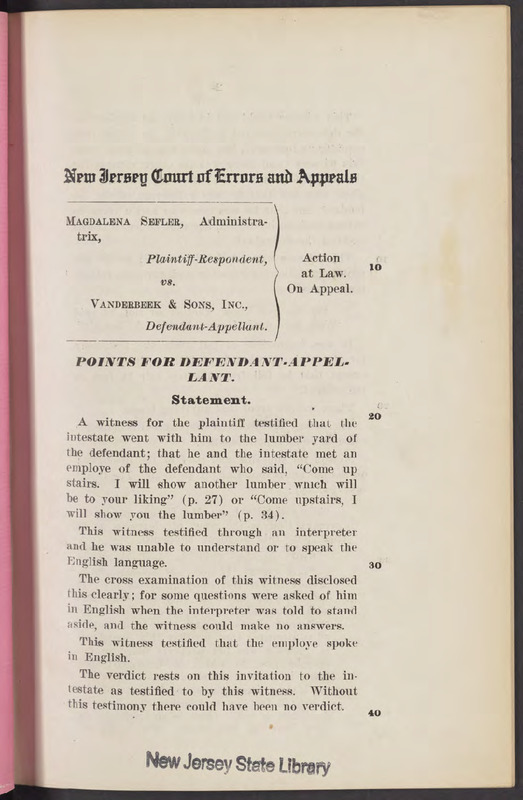 New Jersey Court of Errors and Appeals
MAGDALENA SEFLER, Administra-
trix,
Plaintiff-Respondent,
vs.
VANDERBEEK & SONS, INC.,
Defendant-Appellant.
Action
at Law.
On Appeal.
10
POINTS FOR DEFENDANT-APPEL-
LANT.
Statement.
20
A witness for the plaintiff testified that the
intestate went with him to the lumber yard of
the defendant; that he and the intestate met an
employe of the defendant who said, “Come up
stairs. I will show another lumber which will
be to your liking” (p. 27) or “Come upstairs, I
will show you the lumber” (p. 34).
This witness testified through an interpreter
and he was unable to understand or to speak the
English language.
30
The cross examination of this witness disclosed
this clearly; for some questions were asked of him
in English when the interpreter was told to stand
aside, and the witness could make no answers.
This witness testified that the employe spoke
in English.
The verdict rests on this invitation to the in-
testate as testified to by this witness. Without
this testimony there could have been no verdict.
40
New Jersey State Library